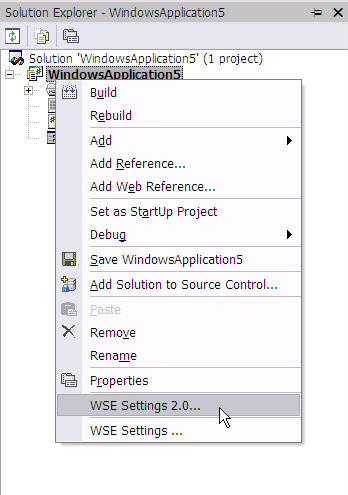 Solution Explorer - WindowsApplication5
Solution 'WindowsApplication5' (1 project)
WindowsApplication5
Build
Rebuild
Add
Add Reference...
Add Web Reference...
Set as StartUp Project
Debug
Save WindowsApplication5
Add Solution to Source Control...
Paste
Remove
Rename
Properties
WSE Settings 2.0...
WSE Settings ...